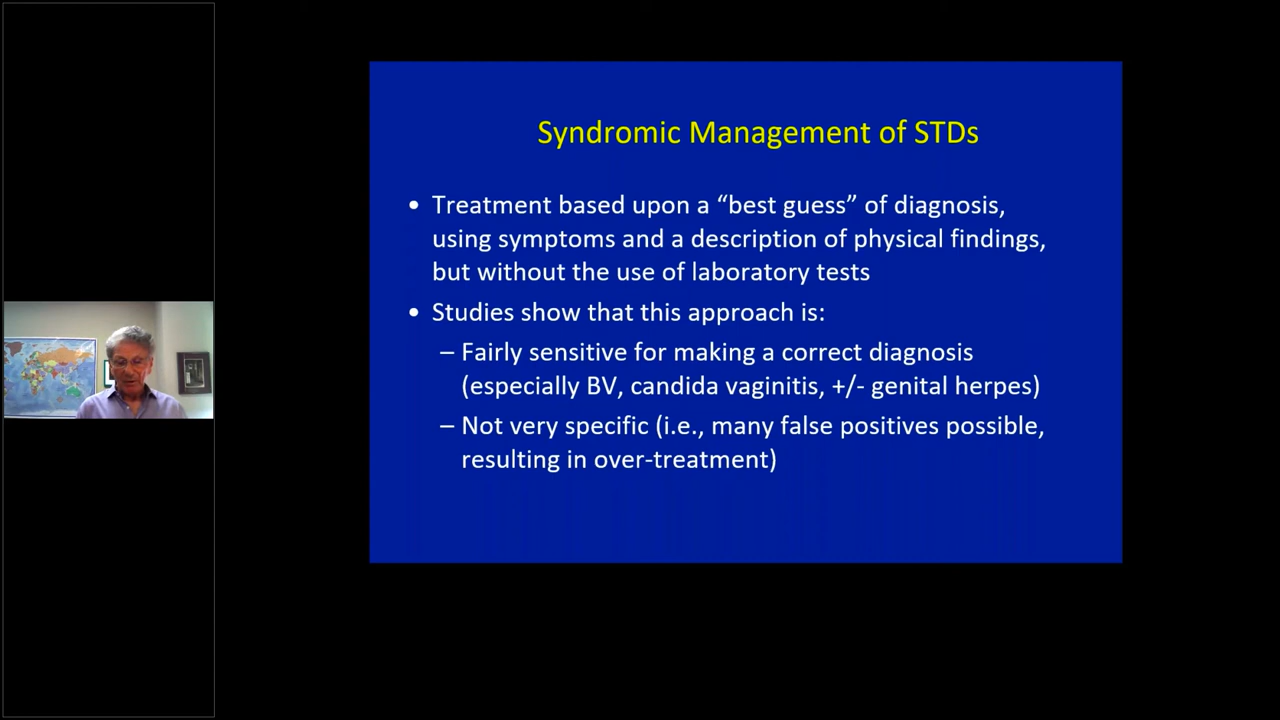 Syndromic Management of STDs
• Treatment based upon a “best guess” of diagnosis,
using symptoms and a description of physical findings,
but without the use of laboratory tests
• Studies show that this approach is:
– Fairly sensitive for making a correct diagnosis
(especially BV, candida vaginitis, +/- genital herpes)
– Not very specific (i.e., many false positives possible,
resulting in over-treatment)